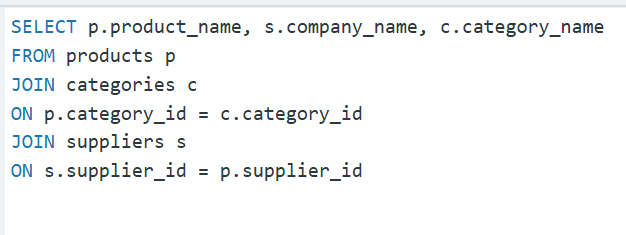 SELECT p.product_name, s.company_name, c.category_name
FROM products p
JOIN categories c
ON p.category_id = c.category_id
JOIN suppliers s
ON s.supplier_id = p.supplier_id